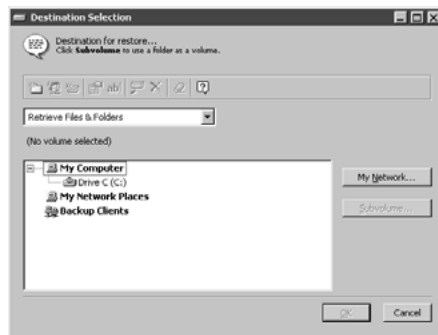 Destination Selection
Destination for restore...
Click Subvolume to use a folder as a volume.
ab
Retrieve Files & Folders
(No volume selected)
My Computer
Drive C (C:)
My Network Places
Backup Clients
My Network...
Subvolume...
OK
Cancel